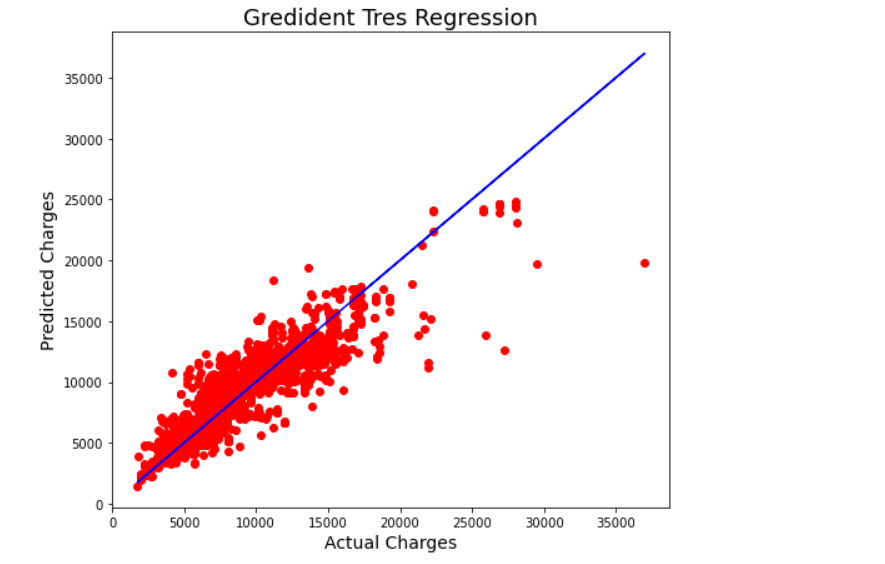 Gredident Tres Regression
35000
30000
25000
20000
15000
10000
5000
0
Predicted Charges
0 5000 10000 15000 20000 25000 30000 35000
Actual Charges